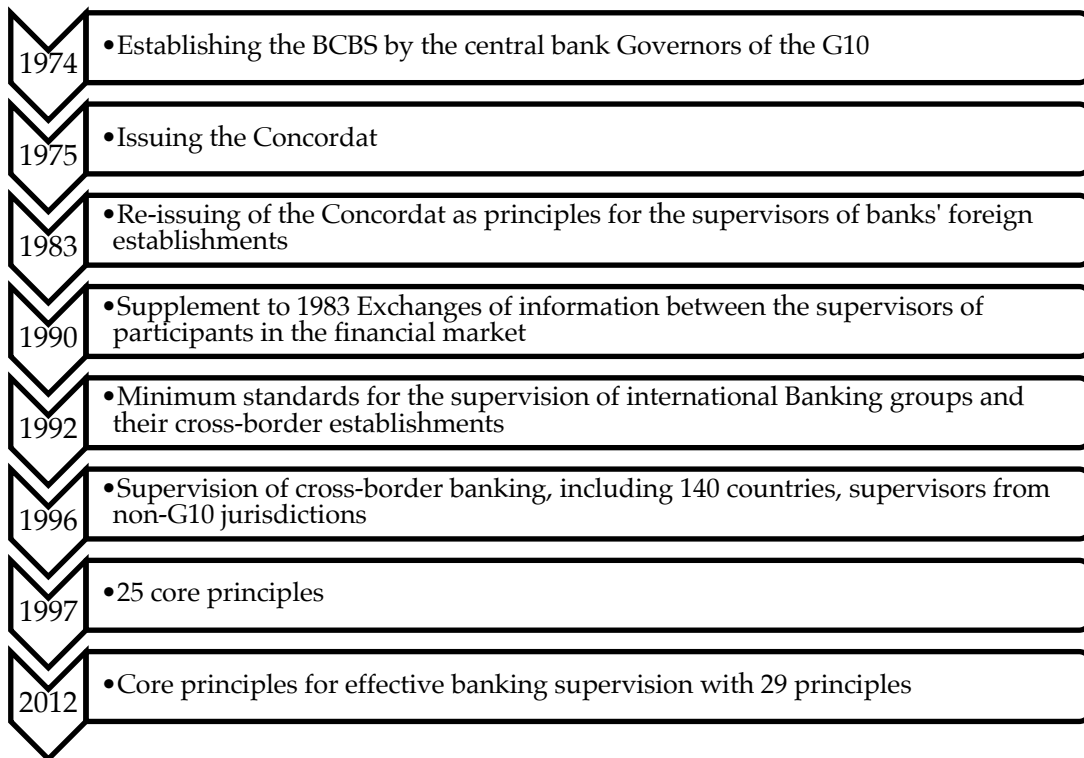 1974
•Establishing the BCBS by the central bank Governors of the G10
1975
•Issuing the Concordat
1983
•Re-issuing of the Concordat as principles for the supervisors of banks' foreign
establishments
1990
•Supplement to 1983 Exchanges of information between the supervisors of
participants in the financial market
1992
•Minimum standards for the supervision of international Banking groups and
their cross-border establishments
1996
•Supervision of cross-border banking, including 140 countries, supervisors from
non-G10 jurisdictions
1997
•25 core principles
2012
•Core principles for effective banking supervision with 29 principles